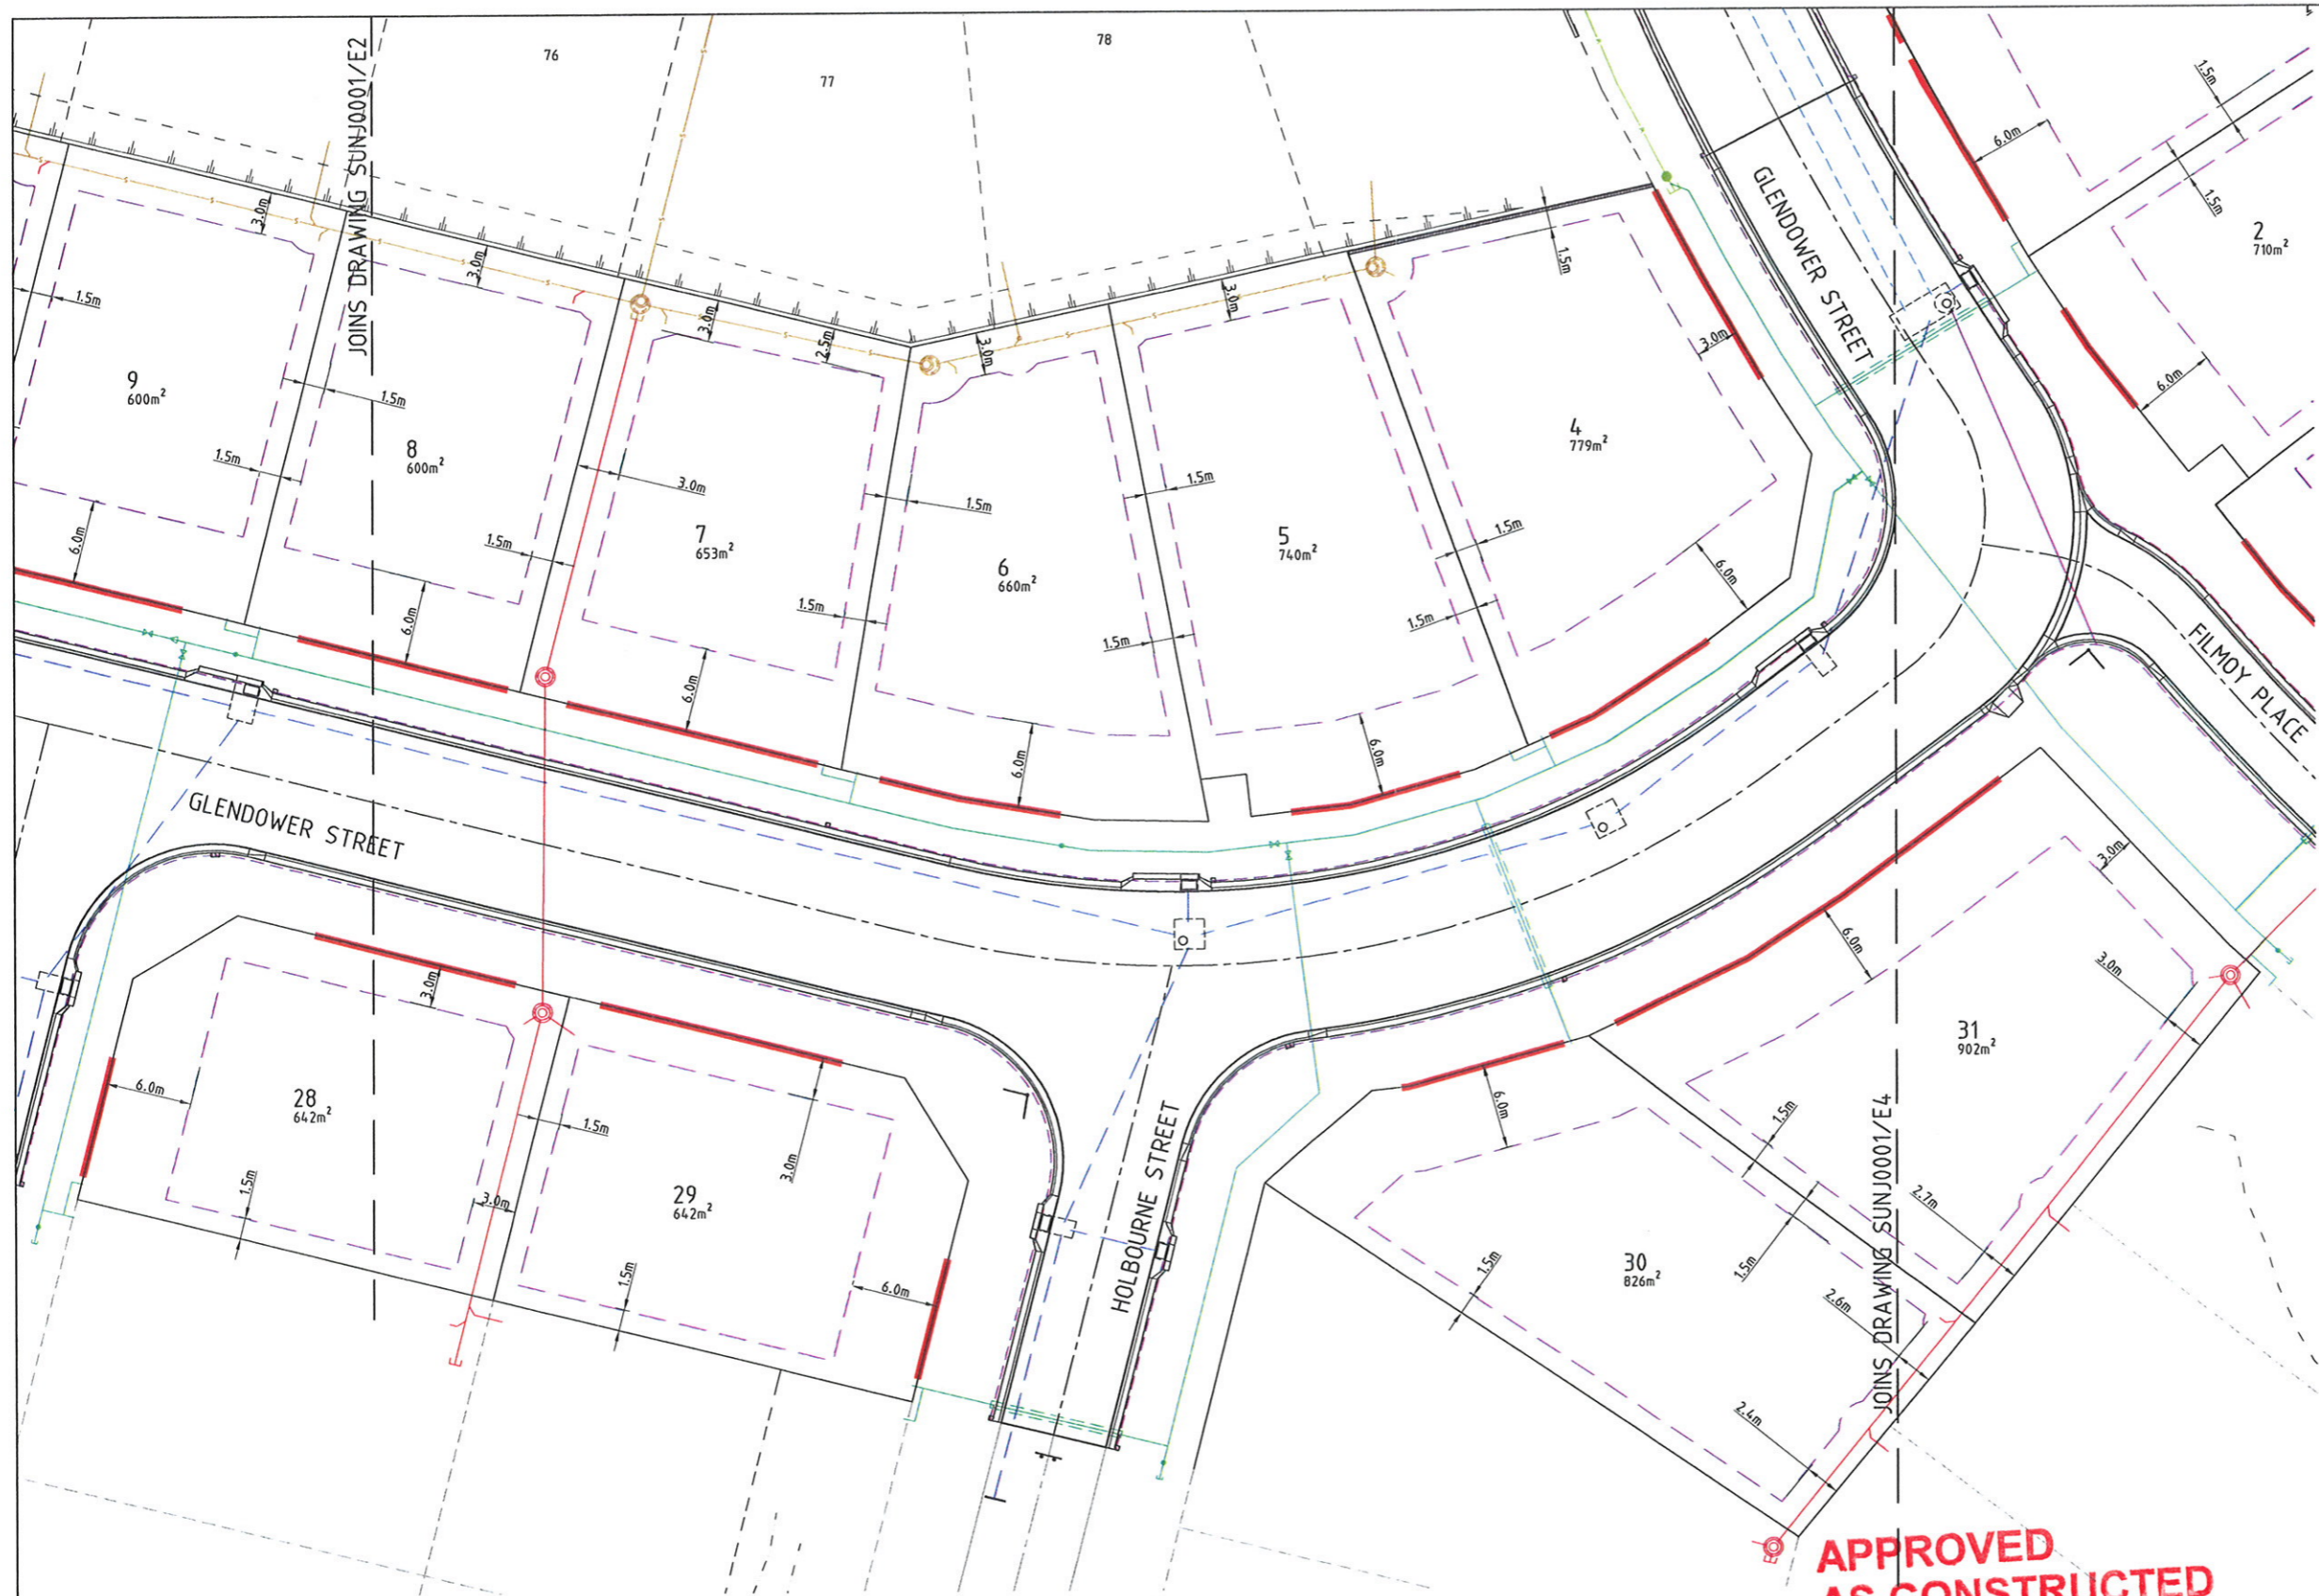 76
77
78
JOINS DRAWING SUNJ0001/E2
GLENDOWER STREET
1.5m
1.5m
6.0m
2
710m²
3.0m
3.0m
3.0m
2.5m
3.0m
3.0m
1.5m
3.0m
6.0m
1.5m
9
600m²
1.5m
1.5m
8
600m²
6.0m
1.5m
6.0m
3.0m
7
653m²
1.5m
6.0m
1.5m
6
660m²
1.5m
6.0m
1.5m
5
740m²
1.5m
1.5m
6.0m
4
779m²
6.0m
FILMOY PLACE
GLENDOWER STREET
3.0m
6.0m
28
642m²
1.5m
3.0m
1.5m
29
642m²
3.0m
1.5m
6.0m
HOLBOURNE STREET
6.0m
3.0m
6.0m
3.0m
31
902m²
1.5m
2.7m
1.5m
30
826m²
1.5m
2.6m
2.4m
JOINS DRAWING SUNJ0001/E4
APPROVED
AS CONSTRUCTED